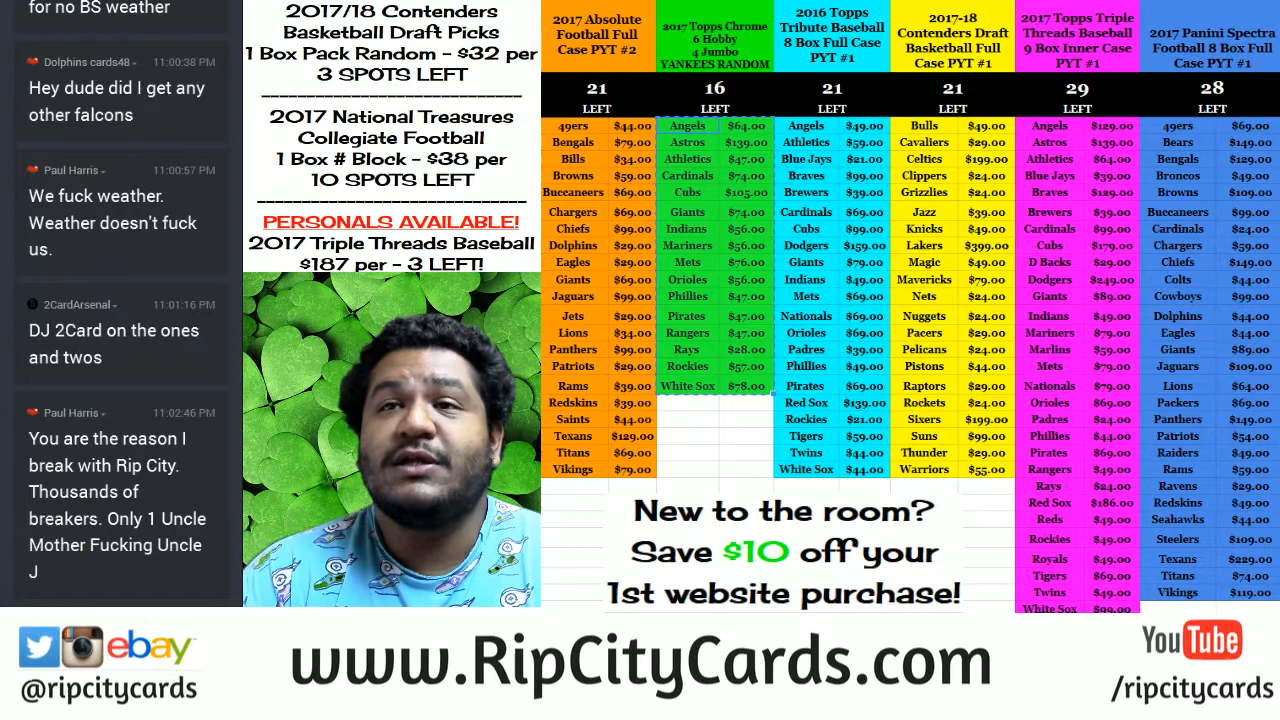 for no BS weather
Dolphins cards48 11:00:38 PM
Hey dude did I get any
other falcons
Paul Harris 11:00:57 PM
We fuck weather.
Weather doesn't fuck
us.
2CardArsenal 11:01:16 PM
DJ 2Card on the ones
and twos
Paul Harris 11:02:46 PM
You are the reason I
break with Rip City.
Thousands of
breakers. Only 1 Uncle
Mother Fucking Uncle
J
2017/18 Contenders
Basketball Draft Picks
1 Box Pack Random - $32 per
3 SPOTS LEFT
2017 National Treasures
Collegiate Football
1 Box # Block - $38 per
10 SPOTS LEFT
PERSONALS AVAILABLE!
2017 Triple Threads Baseball
$187 per - 3 LEFT!
2017 Absolute
Football Full
Case PYT #2
21
LEFT
49ers $44.00
Bengals $79.00
Bills $34.00
Browns $59.00
Buccaneers $69.00
Chargers $69.00
Chiefs $99.00
Dolphins $29.00
Eagles $29.00
Giants $69.00
Jaguars $99.00
Jets $29.00
Lions $34.00
Panthers $99.00
Patriots $29.00
Rams $39.00
Redskins $39.00
Saints $44.00
Texans $129.00
Titans $69.00
Vikings $79.00
2017 Topps Chrome
6 Hobby
4 Jumbo
YANKEES RANDOM
16
LEFT
Angels $64.00
Astros $139.00
Athletics $47.00
Cardinals $74.00
Cubs $105.00
Giants $74.00
Indians $56.00
Mariners $56.00
Mets $76.00
Orioles $56.00
Phillies $47.00
Pirates $47.00
Rangers $47.00
Rays $28.00
Rockies $57.00
White Sox $78.00
2016 Topps
Tribute Baseball
8 Box Full Case
PYT #1
21
LEFT
Angels $49.00
Athletics $59.00
Blue Jays $21.00
Braves $99.00
Brewers $39.00
Cardinals $69.00
Cubs $99.00
Dodgers $159.00
Giants $79.00
Indians $49.00
Mets $69.00
Nationals $69.00
Orioles $69.00
Padres $39.00
Phillies $49.00
Pirates $69.00
Red Sox $139.00
Rockies $21.00
Tigers $59.00
Twins $44.00
White Sox $44.00
2017-18
Contenders Draft
Basketball Full
Case PYT #1
21
LEFT
Bulls $49.00
Cavaliers $29.00
Celtics $199.00
Clippers $24.00
Grizzlies $24.00
Jazz $39.00
Knicks $49.00
Lakers $399.00
Magic $49.00
Mavericks $79.00
Nets $24.00
Nuggets $24.00
Pacers $29.00
Pelicans $24.00
Pistons $44.00
Raptors $29.00
Rockets $24.00
Sixers $199.00
Suns $99.00
Thunder $29.00
Warriors $55.00
2017 Topps Triple
Threads Baseball
9 Box Inner Case
PYT #1
29
LEFT
Angels $129.00
Astros $139.00
Athletics $64.00
Blue Jays $39.00
Braves $129.00
Brewers $39.00
Cardinals $99.00
Cubs $179.00
D Backs $29.00
Dodgers $249.00
Giants $89.00
Indians $49.00
Mariners $79.00
Marlins $59.00
Mets $79.00
Nationals $79.00
Orioles $69.00
Padres $24.00
Phillies $44.00
Pirates $69.00
Rangers $49.00
Rays $24.00
Red Sox $186.00
Reds $49.00
Rockies $49.00
Royals $49.00
Tigers $69.00
Twins $49.00
White Sox $99.00
2017 Panini Spectra
Football 8 Box Full
Case PYT #1
28
LEFT
49ers $69.00
Bears $149.00
Bengals $129.00
Broncos $49.00
Browns $109.00
Buccaneers $99.00
Cardinals $24.00
Chargers $59.00
Chiefs $149.00
Colts $44.00
Cowboys $99.00
Dolphins $44.00
Eagles $44.00
Giants $89.00
Jaguars $109.00
Lions $64.00
Packers $69.00
Panthers $149.00
Patriots $54.00
Raiders $49.00
Rams $59.00
Ravens $29.00
Redskins $49.00
Seahawks $44.00
Steelers $109.00
Texans $229.00
Titans $74.00
Vikings $119.00
New to the room?
Save $10 off your
1st website purchase!
ebay
@ripcitycards
www.RipCityCards.com
YouTube
/ripcitycards